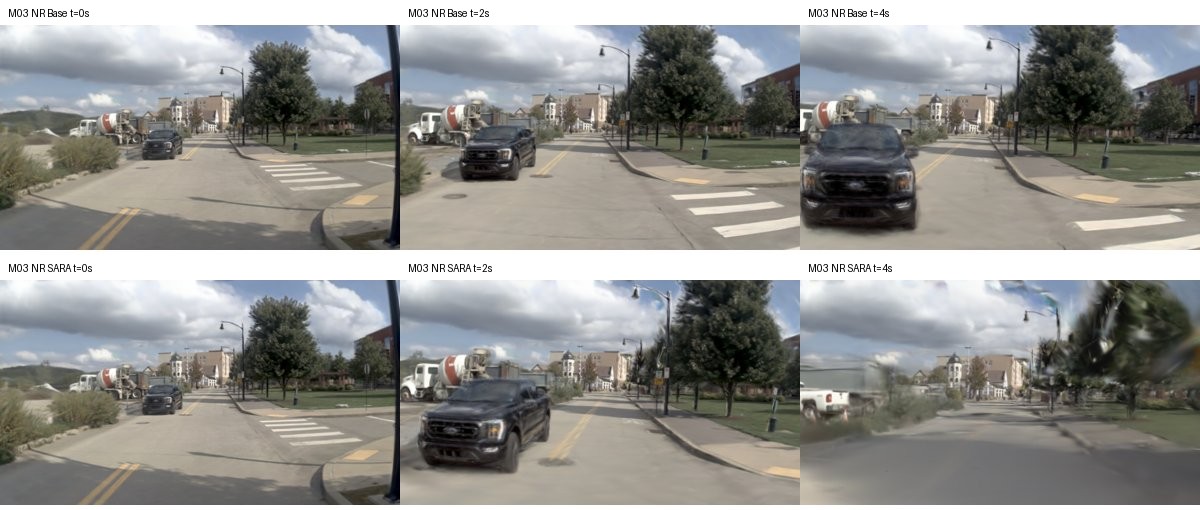 M03 NR Base t=0s
M03 NR Base t=2s
M03 NR Base t=4s
M03 NR SARA t=0s
M03 NR SARA t=2s
M03 NR SARA t=4s